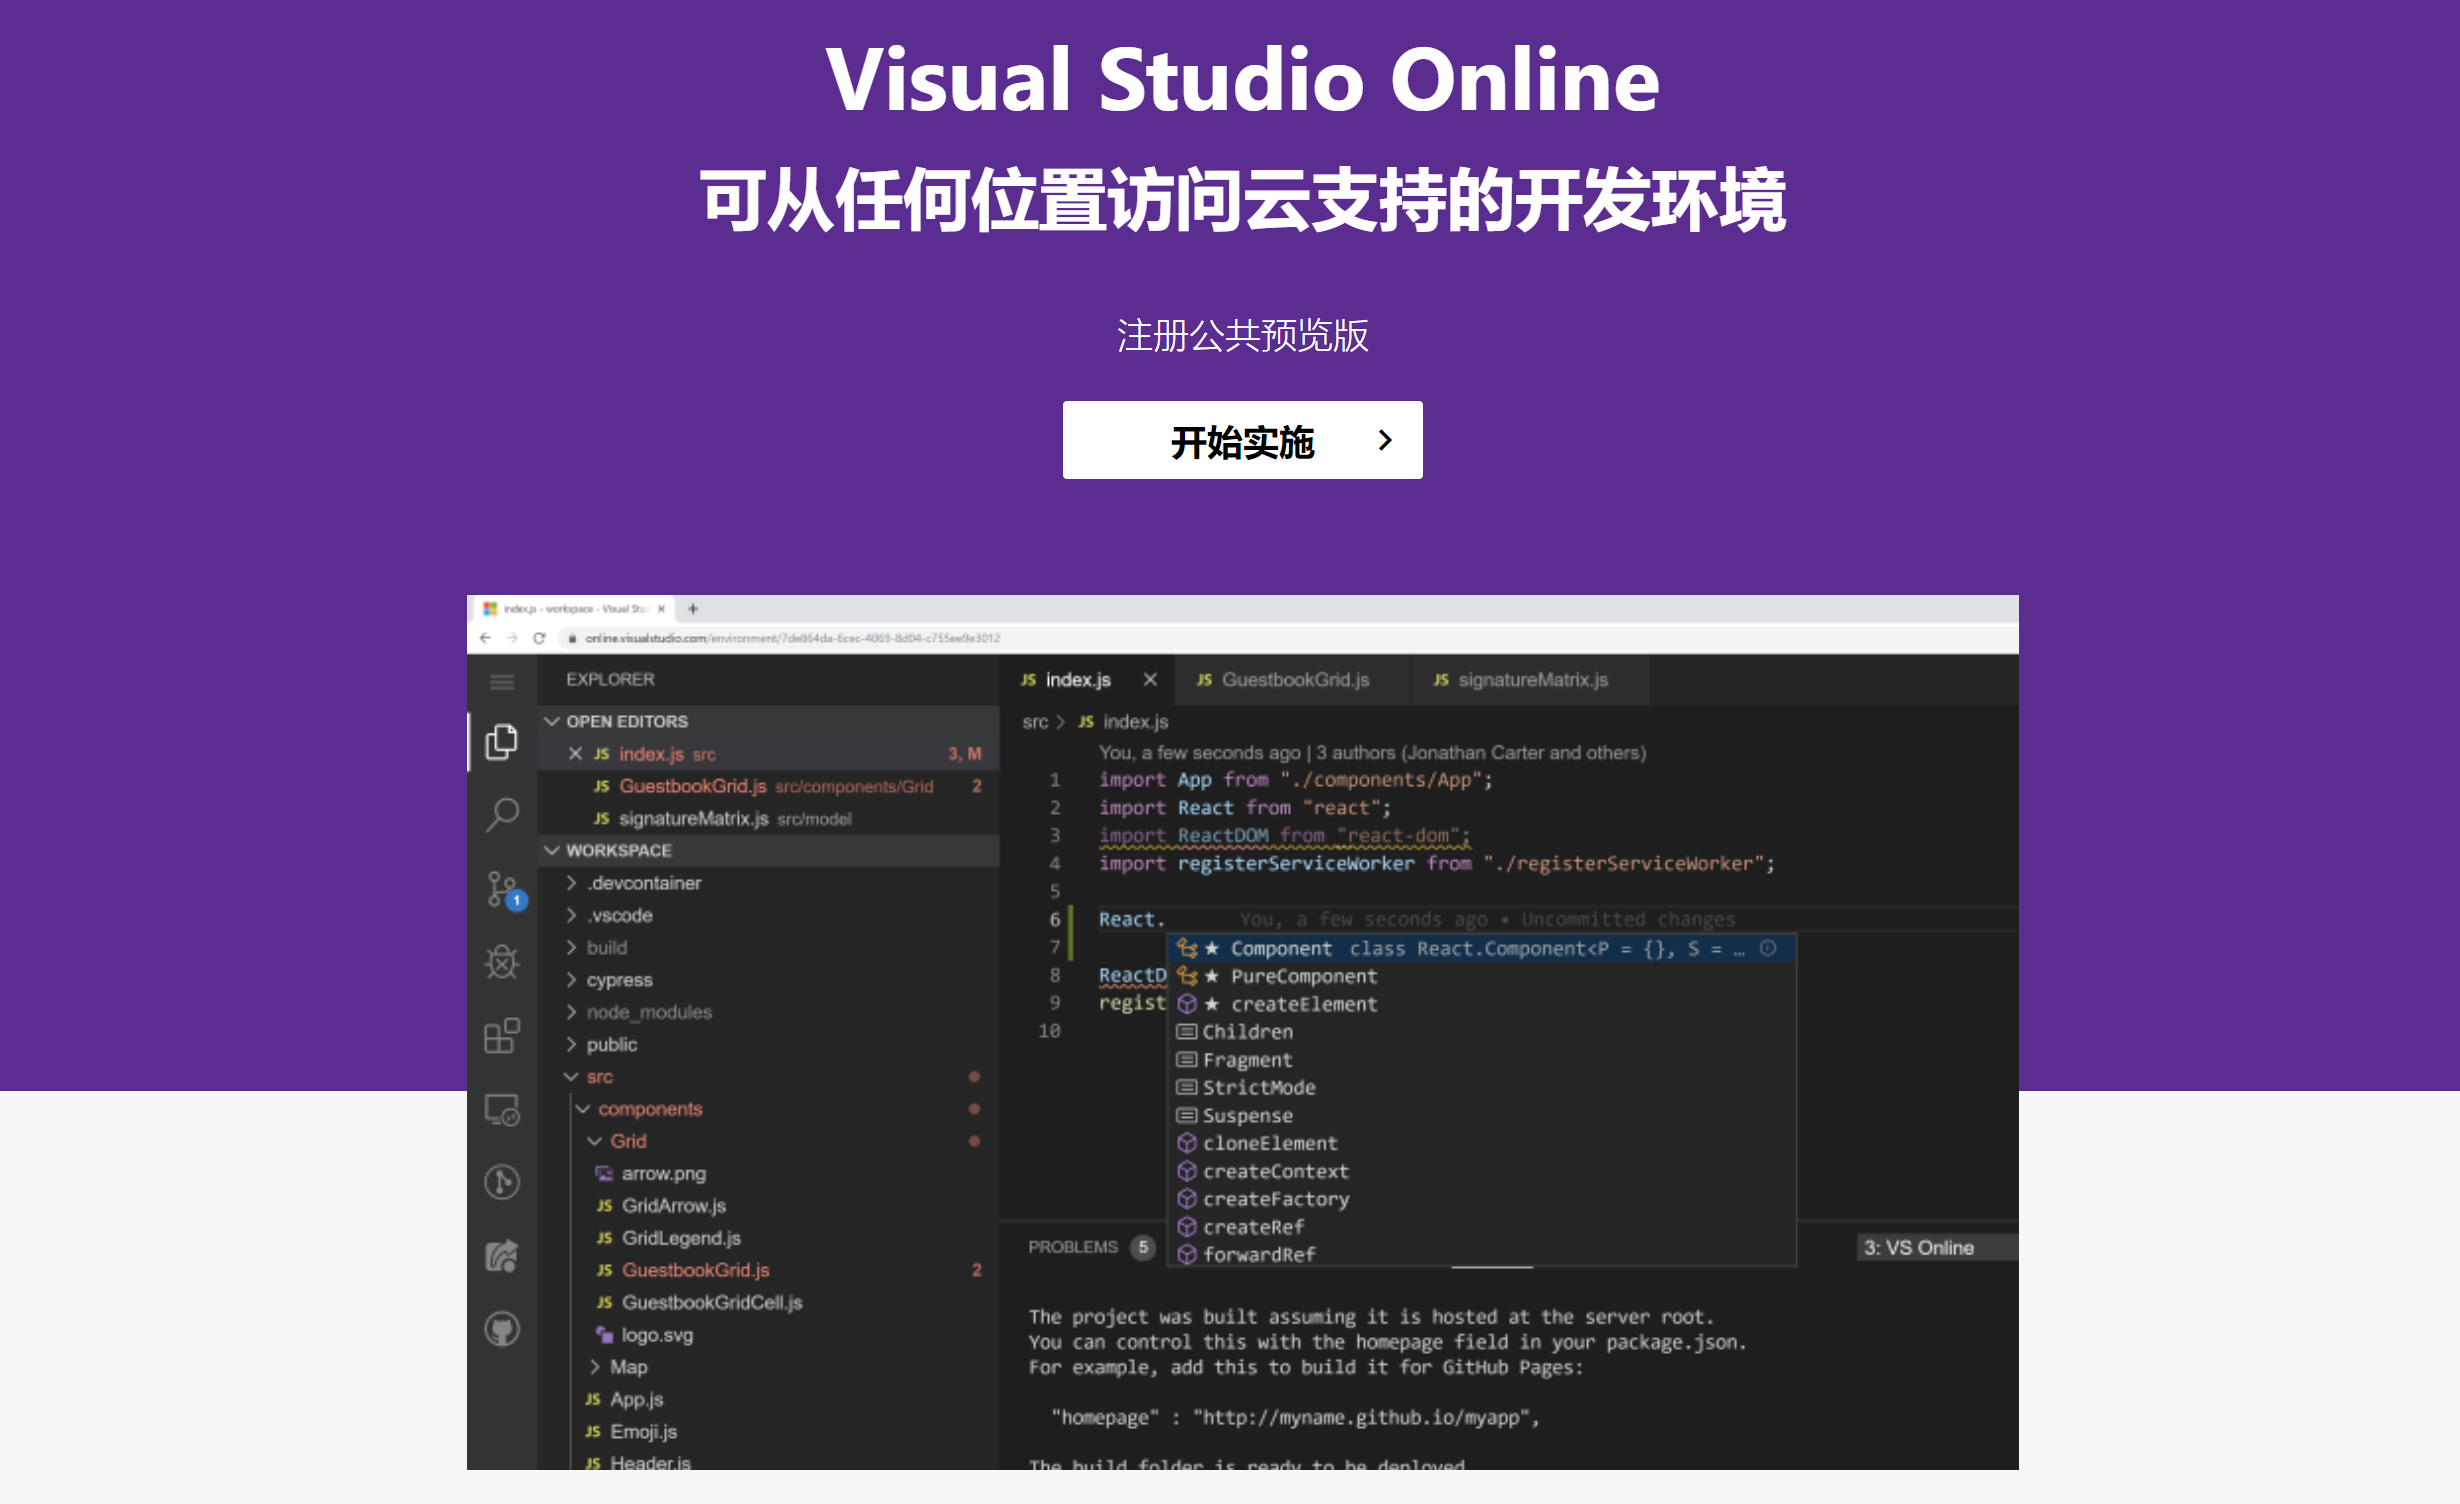 Visual Studio Online
可从任何位置访问云支持的开发环境
注册公共预览版
开始实施
index.js - workspace - Visual Stu
online.visualstudio.com/environment/7de864da-6cec-4069-8d04-c755ee9e3012
EXPLORER
OPEN EDITORS
JS index.js src 3, M
JS GuestbookGrid.js src/components/Grid 2
JS signatureMatrix.js src/model
WORKSPACE
.devcontainer
.vscode
1
build
cypress
node_modules
public
src
components
Grid
arrow.png
JS GridArrow.js
JS GridLegend.js
JS GuestbookGrid.js 2
JS GuestbookGridCell.js
logo.svg
Map
JS App.js
JS Emoji.js
JS Header.js
JS index.js
JS GuestbookGrid.js
JS signatureMatrix.js
src > JS index.js
You, a few seconds ago | 3 authors (Jonathan Carter and others)
1 import App from "./components/App";
2 import React from "react";
3 import ReactDOM from "react-dom";
4 import registerServiceWorker from "./registerServiceWorker";
5
6 React. You, a few seconds ago • Uncommitted changes
7
8 ReactD
9 regist
10
★ Component class React.Component<P = {}, S = …
★ PureComponent
★ createElement
Children
Fragment
StrictMode
Suspense
cloneElement
createContext
createFactory
createRef
forwardRef
PROBLEMS 5
3: VS Online
The project was built assuming it is hosted at the server root.
You can control this with the homepage field in your package.json.
For example, add this to build it for GitHub Pages:
"homepage" : "http://myname.github.io/myapp",
The build folder is ready to be deployed